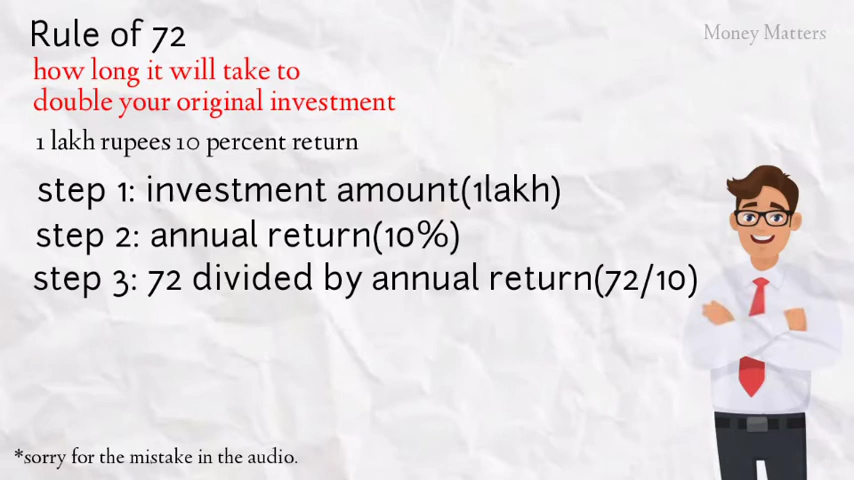 Rule of 72
Money Matters
how long it will take to
double your original investment
1 lakh rupees 10 percent return
step 1: investment amount(1lakh)
step 2: annual return(10%)
step 3: 72 divided by annual return(72/10)
*sorry for the mistake in the audio.